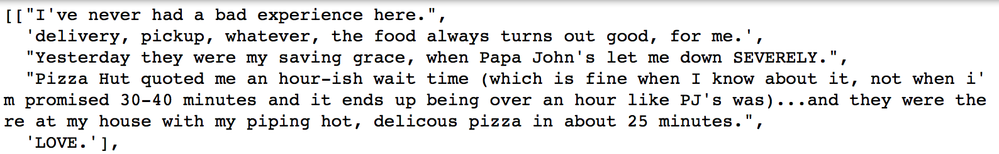 [["I've never had a bad experience here.",
'delivery, pickup, whatever, the food always turns out good, for me.',
"Yesterday they were my saving grace, when Papa John's let me down SEVERELY.",
"Pizza Hut quoted me an hour-ish wait time (which is fine when I know about it, not when i'
m promised 30-40 minutes and it ends up being over an hour like PJ's was)...and they were the
re at my house with my piping hot, delicous pizza in about 25 minutes.",
'LOVE.'],